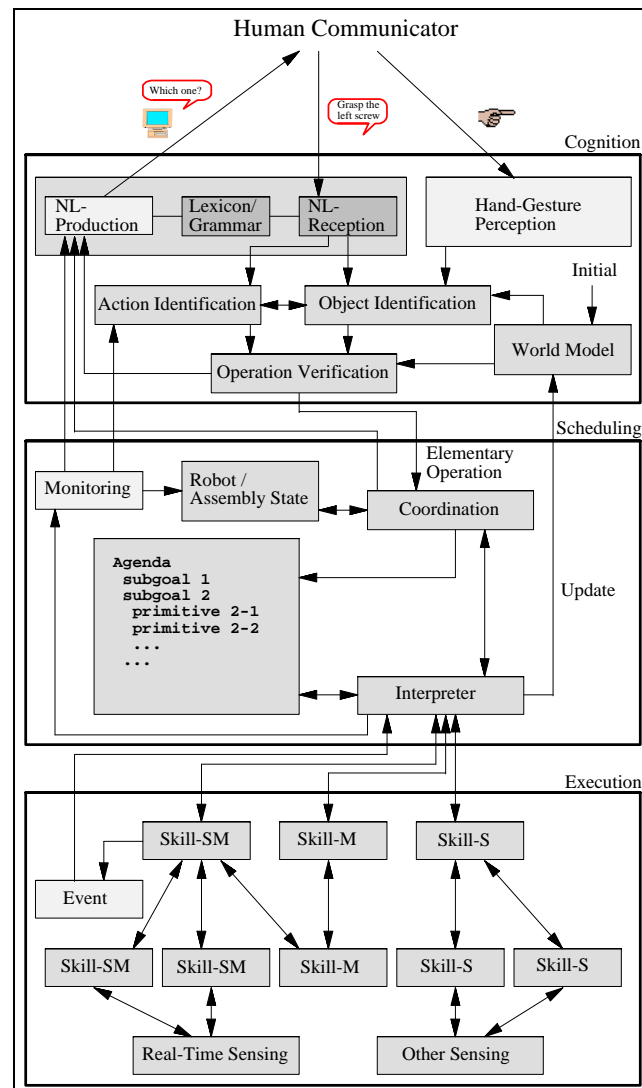 Human Communicator
Which one?
Grasp the
left screw
Cognition
NL-
Production
Lexicon/
Grammar
NL-
Reception
Hand-Gesture
Perception
Initial
Action Identification
Object Identification
World Model
Operation Verification
Scheduling
Elementary
Operation
Monitoring
Robot /
Assembly State
Coordination
Agenda
subgoal 1
subgoal 2
primitive 2-1
primitive 2-2
...
...
Update
Interpreter
Execution
Skill-SM
Skill-M
Skill-S
Event
Skill-SM
Skill-SM
Skill-M
Skill-S
Skill-S
Real-Time Sensing
Other Sensing